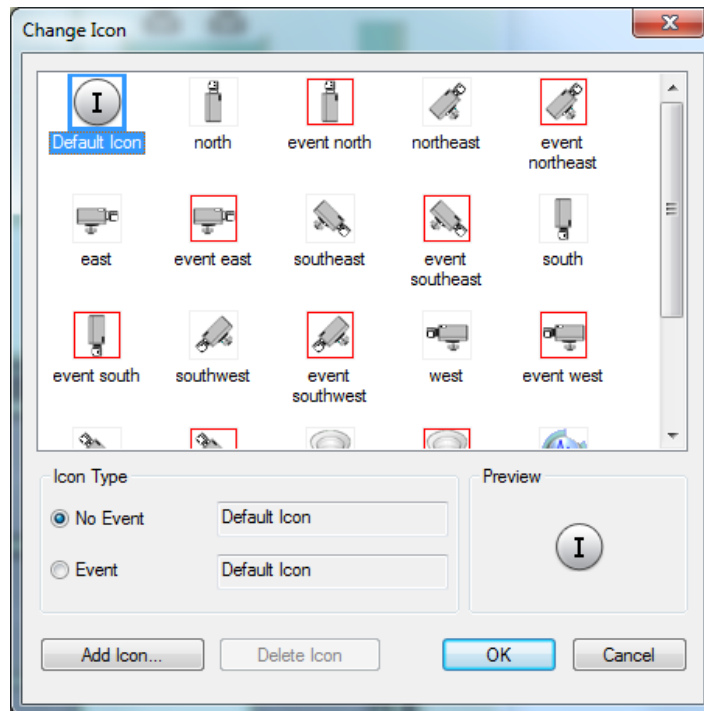 Change Icon
I
Default Icon
north
event north
northeast
event
northeast
east
event east
southeast
event
southeast
south
event south
southwest
event
southwest
west
event west
Icon Type
Preview
No Event
Default Icon
I
Event
Default Icon
Add Icon...
Delete Icon
OK
Cancel